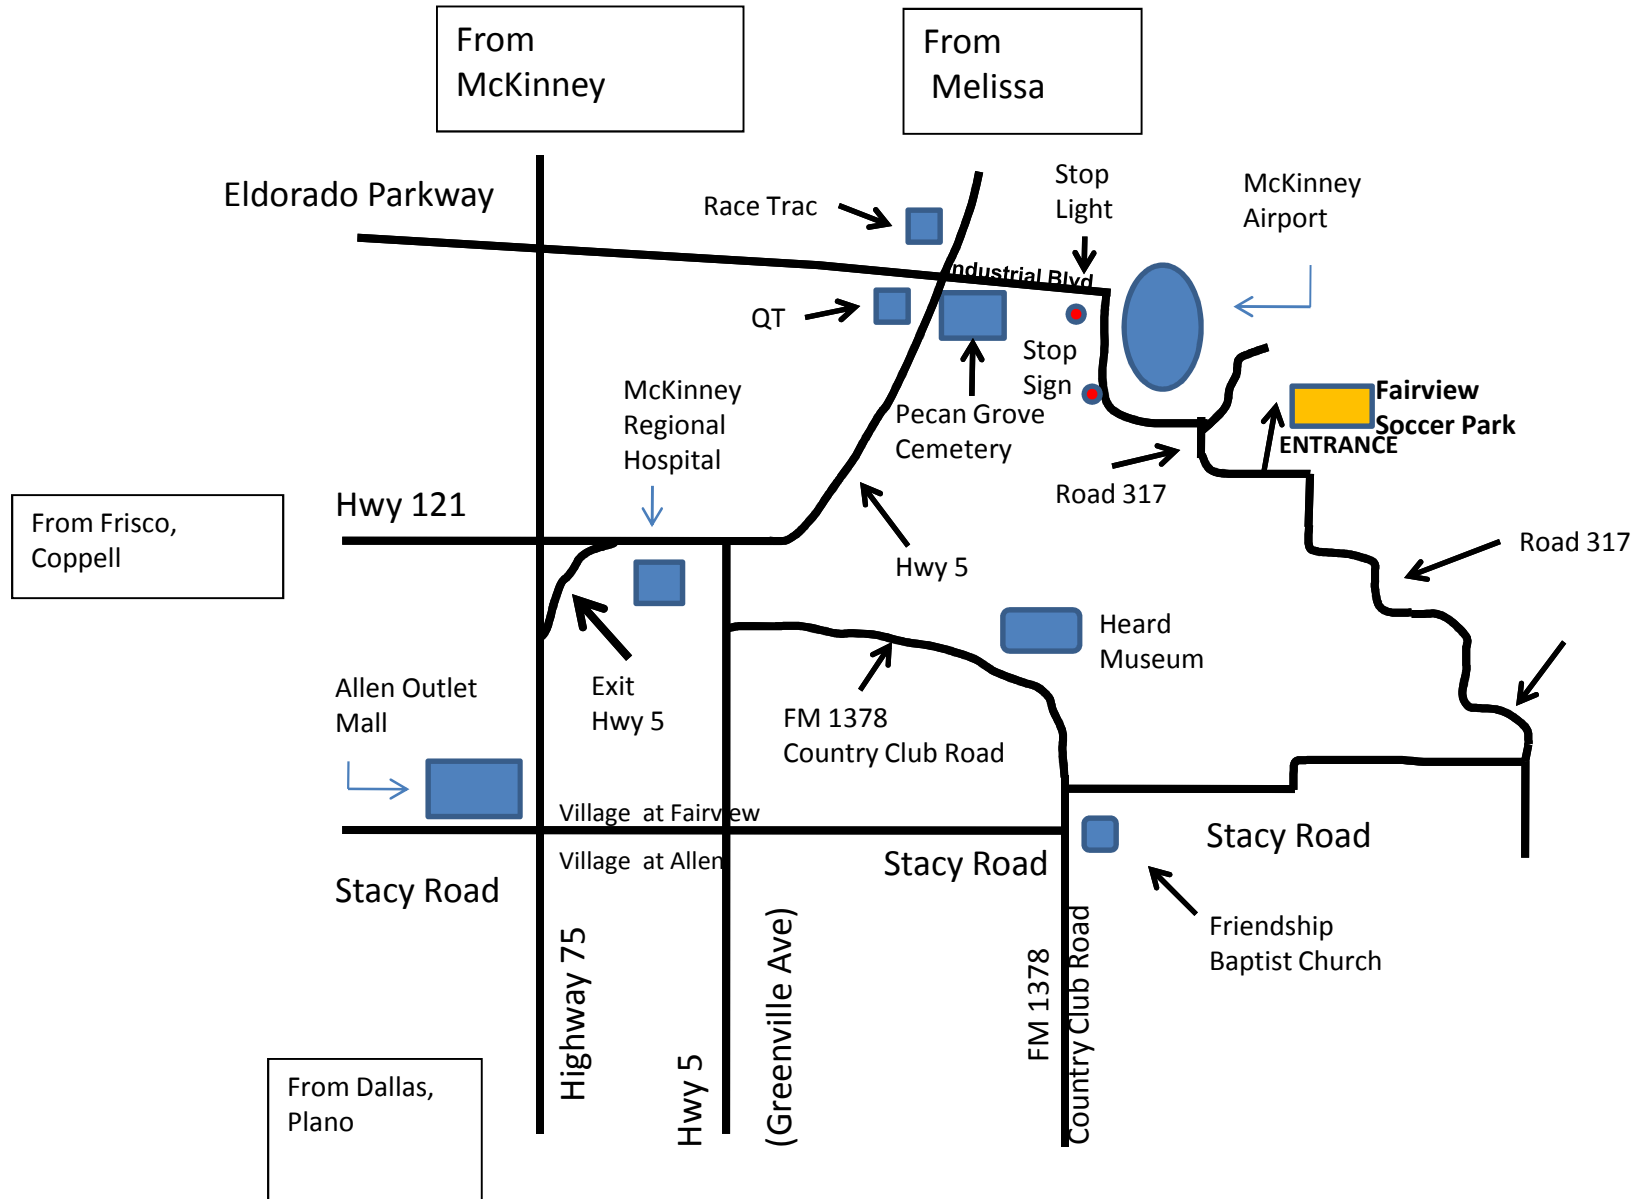 From
McKinney
From
Melissa
Eldorado Parkway
Race Trac
Stop
Light
McKinney
Airport
ndustrial Blvd
QT
Stop
Sign
McKinney
Regional
Hospital
Pecan Grove
Cemetery
Fairview
Soccer Park
ENTRANCE
Road 317
Hwy 121
From Frisco,
Coppell
Hwy 5
Road 317
Heard
Museum
Allen Outlet
Mall
Exit
Hwy 5
FM 1378
Country Club Road
Village at Fairview
Village at Allen
Stacy Road
Stacy Road
Stacy Road
Friendship
Baptist Church
Highway 75
Hwy 5
(Greenville Ave)
FM 1378
Country Club Road
From Dallas,
Plano